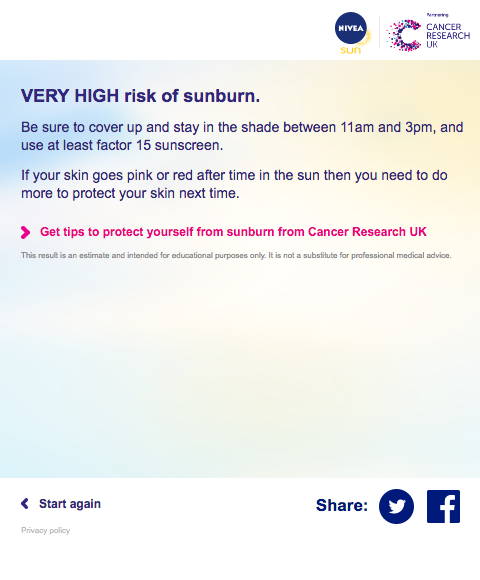 Partnering
NIVEA
sun
CANCER
RESEARCH
UK
VERY HIGH risk of sunburn.
Be sure to cover up and stay in the shade between 11am and 3pm, and
use at least factor 15 sunscreen.
If your skin goes pink or red after time in the sun then you need to do
more to protect your skin next time.
Get tips to protect yourself from sunburn from Cancer Research UK
This result is an estimate and intended for educational purposes only. It is not a substitute for professional medical advice.
Start again
Share:
Privacy policy